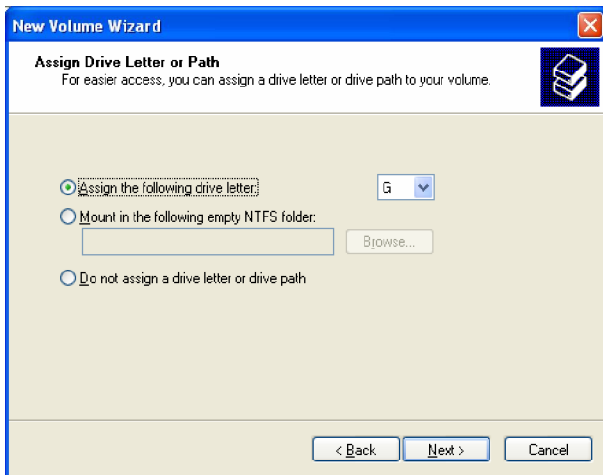 New Volume Wizard
Assign Drive Letter or Path
For easier access, you can assign a drive letter or drive path to your volume.
Assign the following drive letter: G
Mount in the following empty NTFS folder:
Browse...
Do not assign a drive letter or drive path
< Back Next > Cancel